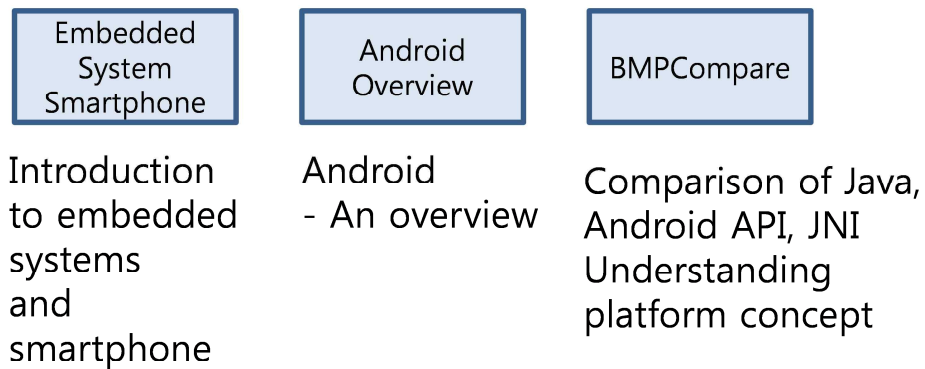 Embedded
System
Smartphone
Android
Overview
BMPCompare
Introduction
to embedded
systems
and
smartphone
Android
- An overview
Comparison of Java,
Android API, JNI
Understanding
platform concept